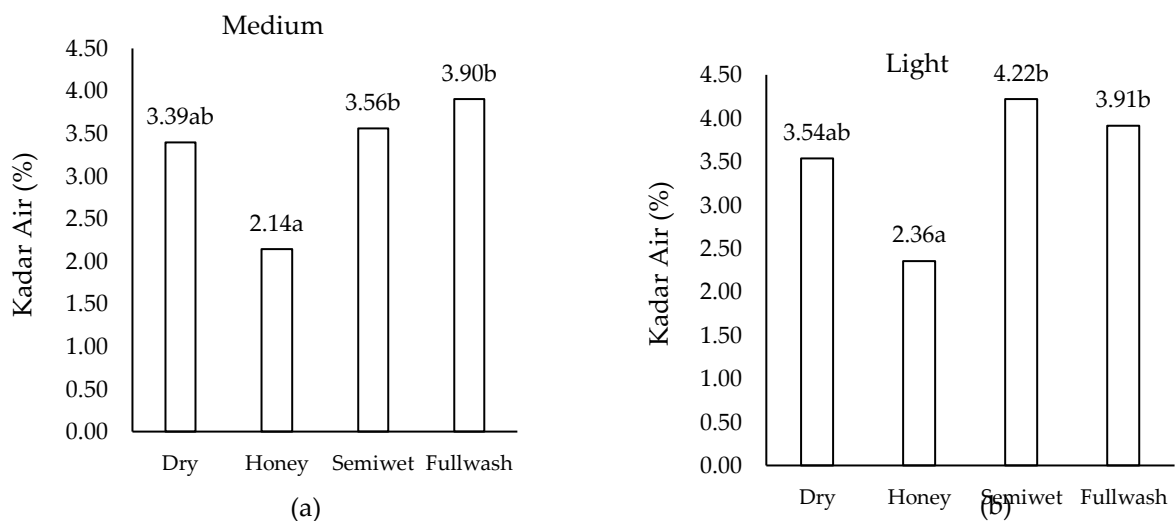 Medium
Kadar Air (%)
4.50
4.00
3.50
3.00
2.50
2.00
1.50
1.00
0.50
0.00
3.39ab
2.14a
3.56b
3.90b
Dry Honey Semiwet Fullwash
(a)
Light
Kadar Air (%)
4.50
4.00
3.50
3.00
2.50
2.00
1.50
1.00
0.50
0.00
3.54ab
2.36a
4.22b
3.91b
Dry Honey Semiwet Fullwash
(b)